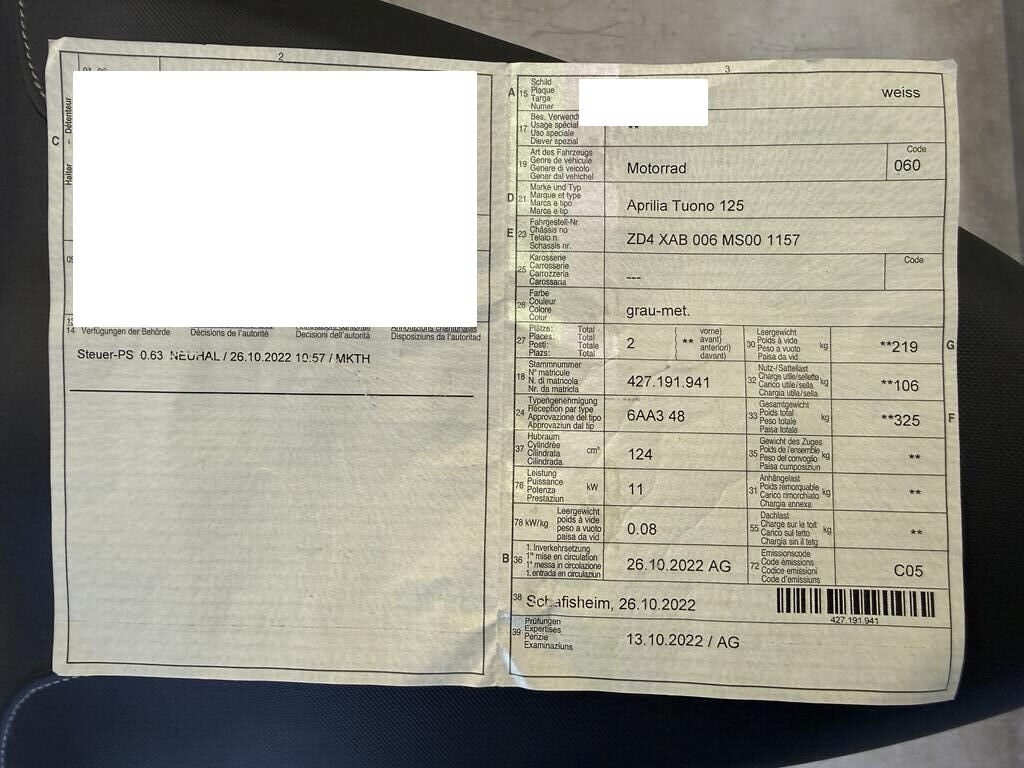 2
C
Halter - Détenteur
14 Verfügungen der Behörde Décisions de l'autorité Decisioni dell'autorità Disposiziuns da l'autoritad
Steuer-PS 0.63 NEUHAL / 26.10.2022 10:57 / MKTH
3
A 15 Schild
Plaque
Targa
Numer
weiss
17 Bes. Verwend
Usage spécial
Uso speciale
Diever spezial
**
19 Art des Fahrzeugs
Genre de véhicule
Genere di veicolo
Gener dal vehichel
Motorrad
Code
060
D 21 Marke und Typ
Marque et type
Marca e tipo
Marca e tip
Aprilia Tuono 125
E 23 Fahrgestell-Nr.
Châssis no
Telaio n.
Schassis nr.
ZD4 XAB 006 MS00 1157
25 Karosserie
Carrosserie
Carrozzeria
Carossaria
---
Code
26 Farbe
Couleur
Colore
Colur
grau-met.
27 Plätze: Total
Places: Total
Posti: Totale
Plazs: Totale
2
** vorne)
avant)
anteriori)
davant)
30 Leergewicht
Poids à vide
Peso a vuoto
Paisa da vid
kg
**219
G
18 Stammnummer
N° matricule
N. di matricola
Nr. da matricla
427.191.941
32 Nutz-/Sattellast
Charge utile/sellette
Carico utile/sella
Chargia utila/sella
kg
**106
24 Typengenehmigung
Réception par type
Approvazione del tipo
Approvaziun dal tip
6AA3 48
33 Gesamtgewicht
Poids total
Peso totale
Paisa totala
kg
**325
F
37 Hubraum
Cylindrée
Cilindrata
Cilindrada
cm³
124
35 Gewicht des Zuges
Poids de l'ensemble
Peso del convoglio
Paisa cumposiziun
kg
**
76 Leistung
Puissance
Potenza
Prestaziun
kW
11
31 Anhängelast
Poids remorquable
Carico rimorchiato
Chargia annexa
kg
**
78 kW/kg Leergewicht
poids à vide
peso a vuoto
paisa da vid
0.08
55 Dachlast
Charge sur le toit
Carico sul tetto
Chargia sin il tetg
kg
**
B 36 1. Inverkehrsetzung
1re mise en circulation
1a messa in circolazione
1. entrada en circulaziun
26.10.2022 AG
72 Emissionscode
Code émissions
Codice emissioni
Code d'emissiuns
C05
38 Schafisheim, 26.10.2022
427.191.941
39 Prüfungen
Expertises
Perizie
Examinaziuns
13.10.2022 / AG